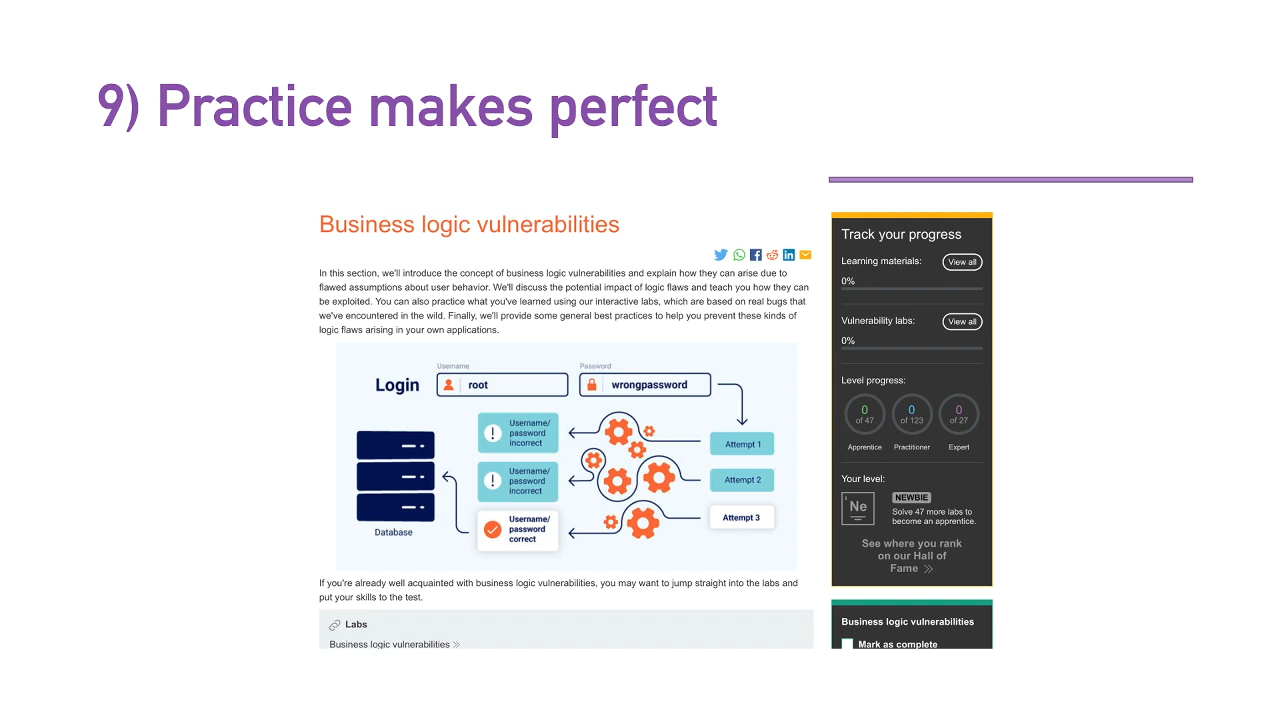 9) Practice makes perfect
Business logic vulnerabilities
In this section, we'll introduce the concept of business logic vulnerabilities and explain how they can arise due to
flawed assumptions about user behavior. We'll discuss the potential impact of logic flaws and teach you how they can
be exploited. You can also practice what you've learned using our interactive labs, which are based on real bugs that
we've encountered in the wild. Finally, we'll provide some general best practices to help you prevent these kinds of
logic flaws arising in your own applications.
Login
Username
root
Password
wrongpassword
Username/
password
incorrect
Attempt 1
Username/
password
incorrect
Attempt 2
Username/
password
correct
Attempt 3
Database
If you're already well acquainted with business logic vulnerabilities, you may want to jump straight into the labs and
put your skills to the test.
Labs
Business logic vulnerabilities
Track your progress
Learning materials:
View all
0%
Vulnerability labs:
View all
0%
Level progress:
0
of 47
0
of 123
0
of 27
Apprentice
Practitioner
Expert
Your level:
Ne
NEWBIE
Solve 47 more labs to
become an apprentice.
See where you rank
on our Hall of
Fame
Business logic vulnerabilities
Mark as complete